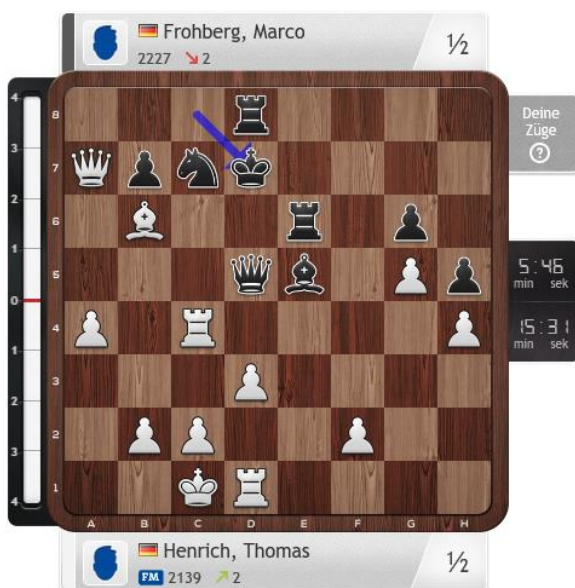 Frohberg, Marco
2227 ↘ 2
½
4
3
2
1
0
1
2
3
4
8
7
6
5
4
3
2
1
A B C D E F G H
Deine
Züge
?
5:46
min sek
15:31
min sek
Henrich, Thomas
FM 2139 ↗ 2
½